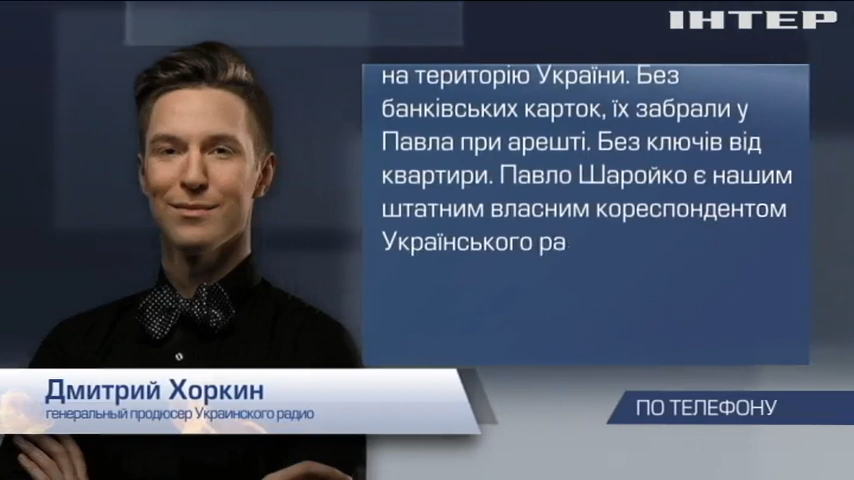 ІНТЕР
на територію України. Без
банківських карток, їх забрали у
Павла при арешті. Без ключів від
квартири. Павло Шаройко є нашим
штатним власним кореспондентом
Українського ра
Дмитрий Хоркин
генеральный продюсер Украинского радио
ПО ТЕЛЕФОНУ